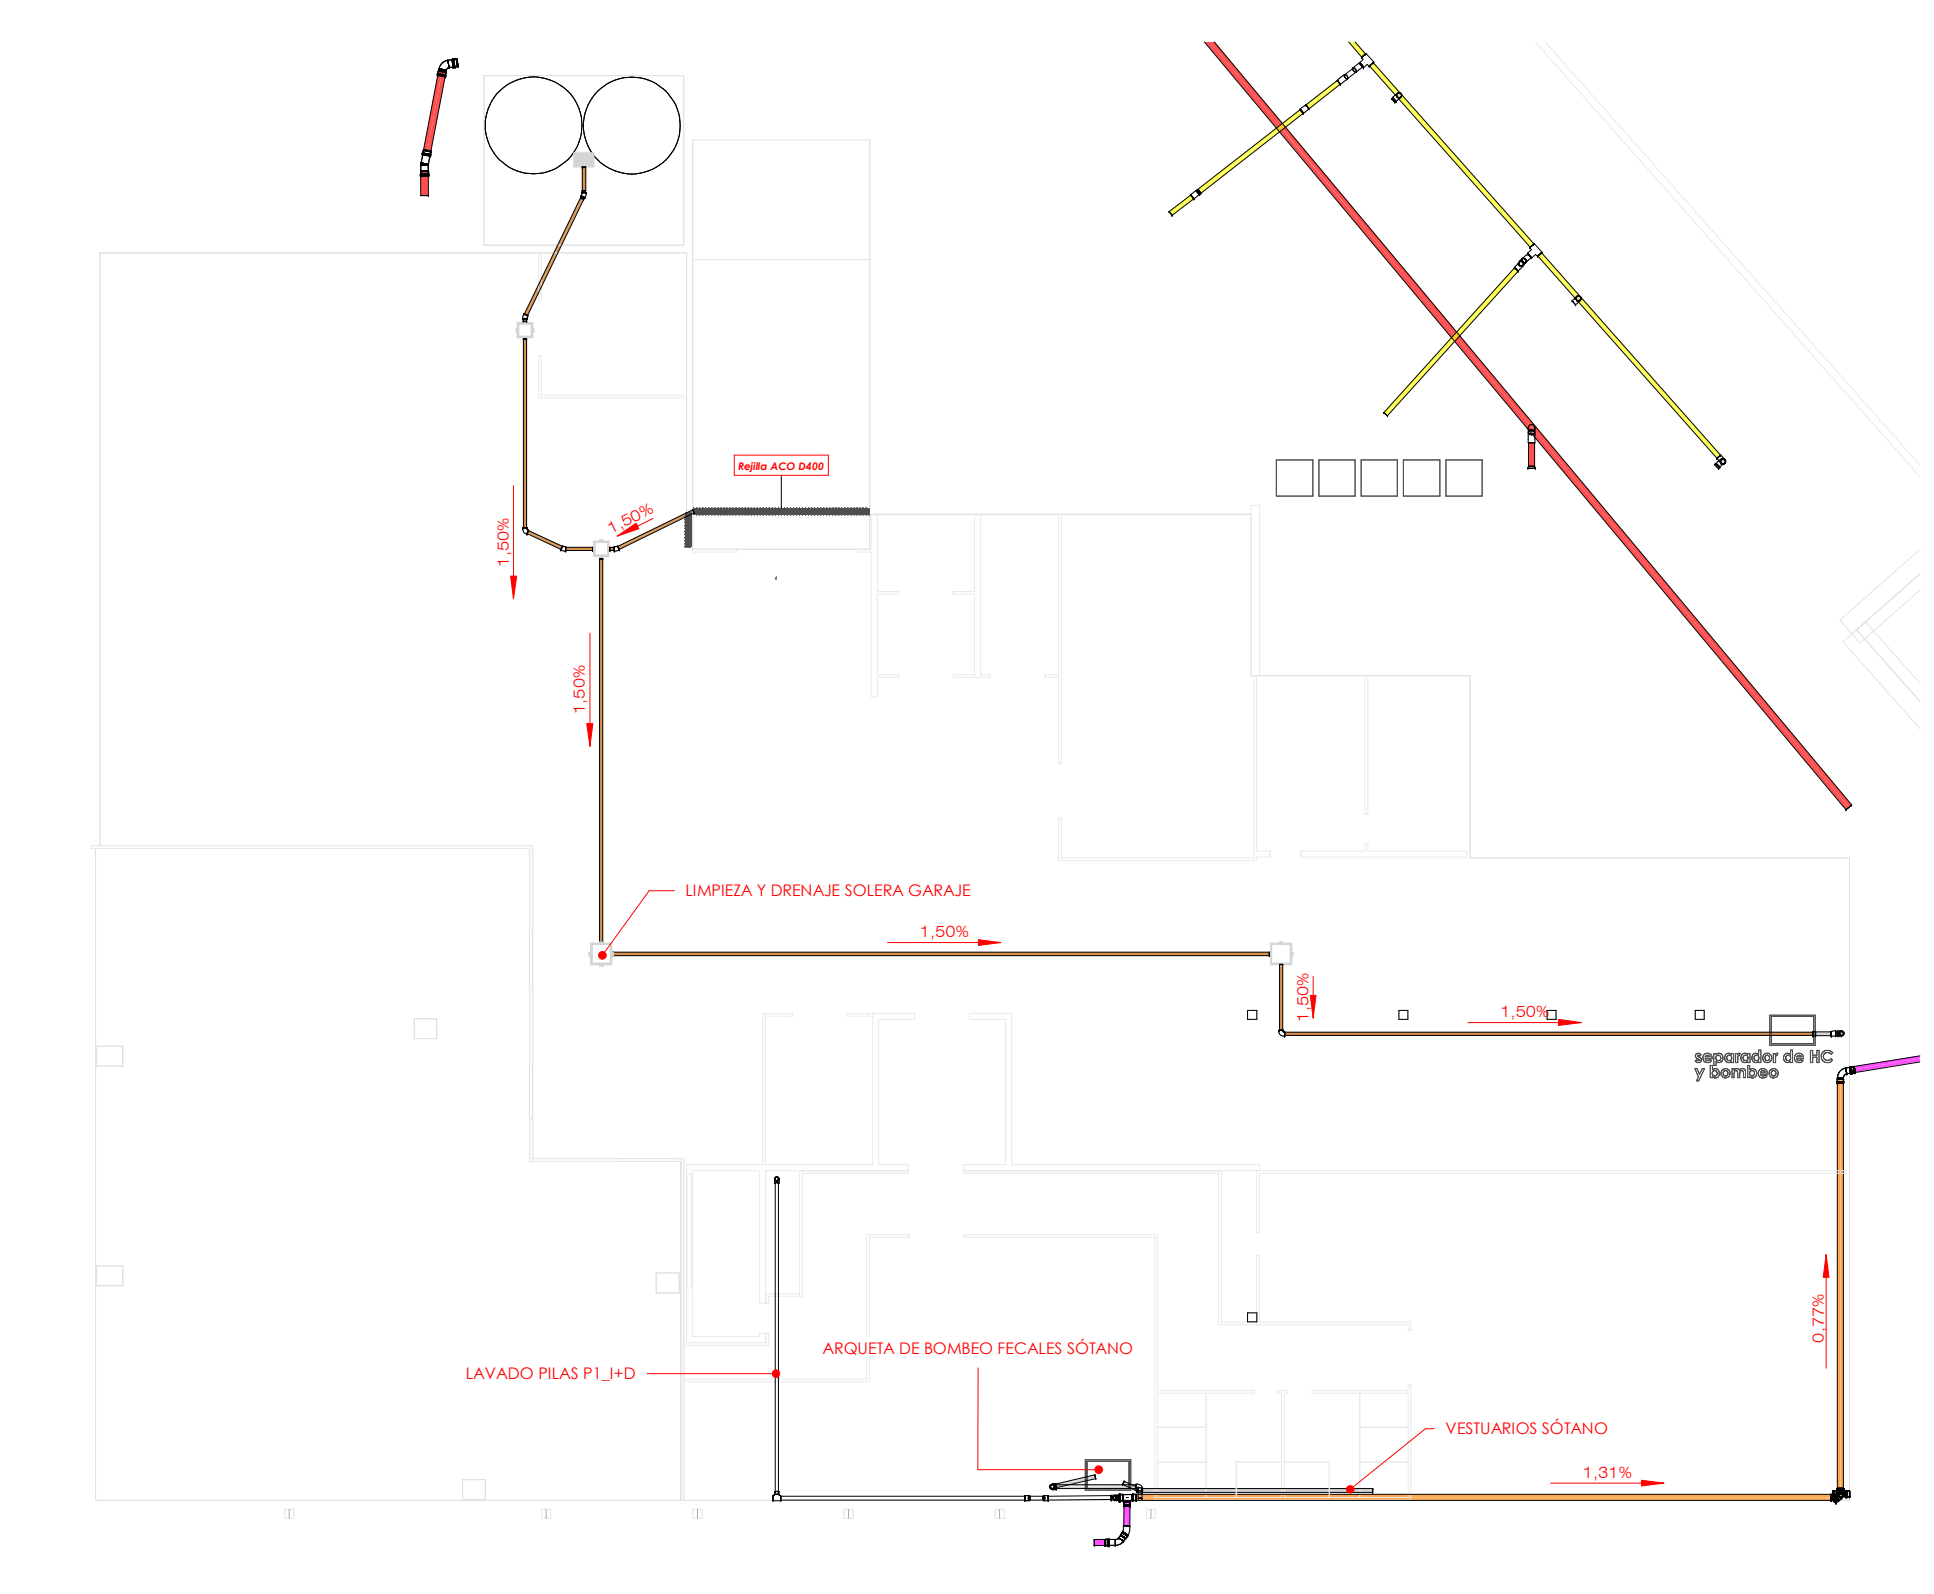 Rejilla ACO D400
1,50%
1,50%
1,50%
LIMPIEZA Y DRENAJE SOLERA GARAJE
1,50%
1,50%
1,50%
separador de HC
y bombeo
0,77%
ARQUETA DE BOMBEO FECALES SÓTANO
LAVADO PILAS P1_I+D
VESTUARIOS SÓTANO
1,31%